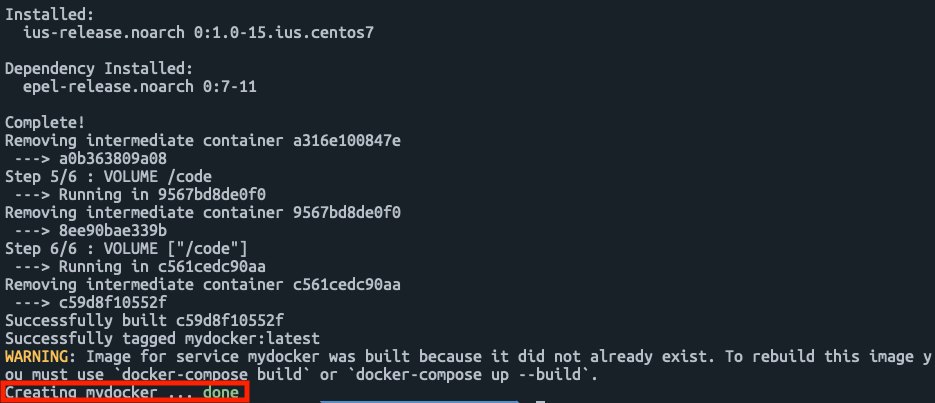 Installed:
  ius-release.noarch 0:1.0-15.ius.centos7

Dependency Installed:
  epel-release.noarch 0:7-11

Complete!
Removing intermediate container a316e100847e
 ---> a0b363809a08
Step 5/6 : VOLUME /code
 ---> Running in 9567bd8de0f0
Removing intermediate container 9567bd8de0f0
 ---> 8ee90bae339b
Step 6/6 : VOLUME ["/code"]
 ---> Running in c561cedc90aa
Removing intermediate container c561cedc90aa
 ---> c59d8f10552f
Successfully built c59d8f10552f
Successfully tagged mydocker:latest
WARNING: Image for service mydocker was built because it did not already exist. To rebuild this image y
ou must use `docker-compose build` or `docker-compose up --build`.
Creating mydocker ... done